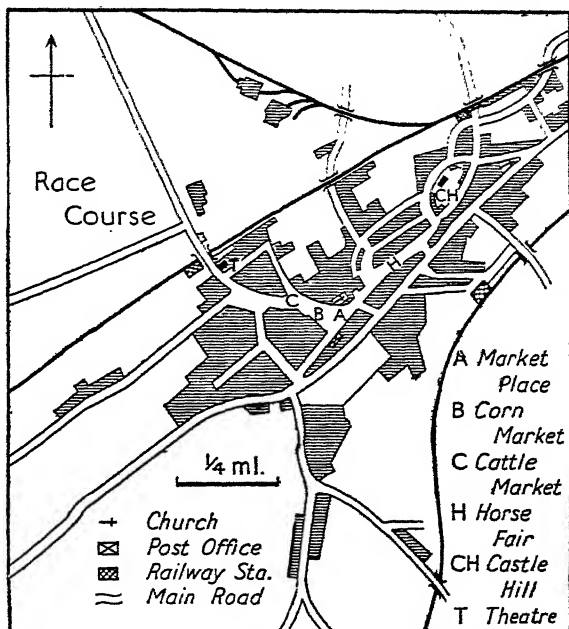 Race
Course
CH
T
H
C
B A
¼ ml.
Church
Post Office
Railway Sta.
Main Road
A Market
Place
B Corn
Market
C Cattle
Market
H Horse
Fair
CH Castle
Hill
T Theatre